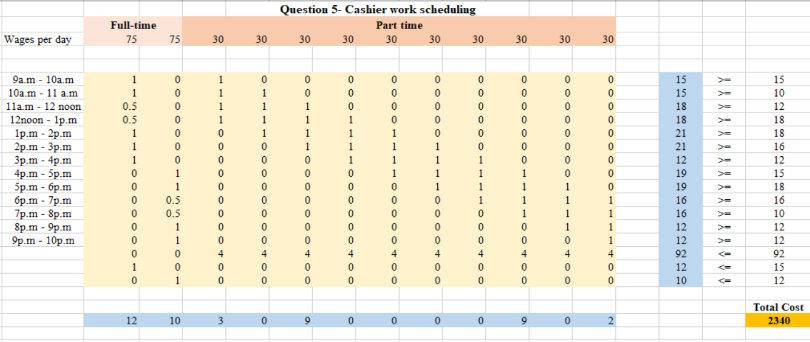 Question 5- Cashier work scheduling
Full-time Part time
Wages per day 75 75 30 30 30 30 30 30 30 30 30 30
9a.m - 10a.m 1 0 1 0 0 0 0 0 0 0 0 0 15 >= 15
10a.m - 11 a.m 1 0 1 1 0 0 0 0 0 0 0 0 15 >= 10
11a.m - 12 noon 0.5 0 1 1 1 0 0 0 0 0 0 0 18 >= 12
12noon - 1p.m 0.5 0 1 1 1 1 0 0 0 0 0 0 18 >= 18
1p.m - 2p.m 1 0 0 1 1 1 1 0 0 0 0 0 21 >= 18
2p.m - 3p.m 1 0 0 0 1 1 1 1 0 0 0 0 21 >= 16
3p.m - 4p.m 1 0 0 0 0 1 1 1 1 0 0 0 12 >= 12
4p.m - 5p.m 0 1 0 0 0 0 1 1 1 1 0 0 19 >= 15
5p.m - 6p.m 0 1 0 0 0 0 0 1 1 1 1 0 19 >= 18
6p.m - 7p.m 0 0.5 0 0 0 0 0 0 1 1 1 1 16 >= 16
7p.m - 8p.m 0 0.5 0 0 0 0 0 0 0 1 1 1 16 >= 10
8p.m - 9p.m 0 1 0 0 0 0 0 0 0 0 1 1 12 >= 12
9p.m - 10p.m 0 1 0 0 0 0 0 0 0 0 0 1 12 >= 12
0 0 4 4 4 4 4 4 4 4 4 4 92 <= 92
1 0 0 0 0 0 0 0 0 0 0 0 12 <= 15
0 1 0 0 0 0 0 0 0 0 0 0 10 <= 12
Total Cost
12 10 3 0 9 0 0 0 0 9 0 2 2340